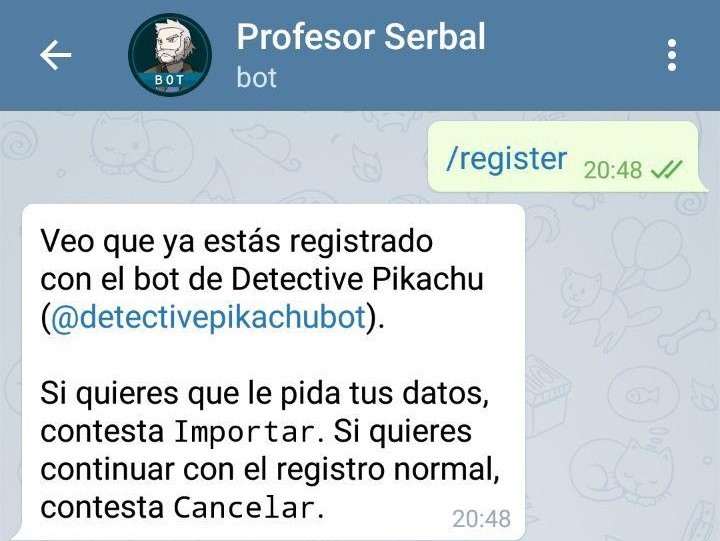 Profesor Serbal
BOT
bot
/register 20:48
Veo que ya estás registrado
con el bot de Detective Pikachu
(@detectivepikachubot).
Si quieres que le pida tus datos,
contesta Importar. Si quieres
continuar con el registro normal,
contesta Cancelar.
20:48